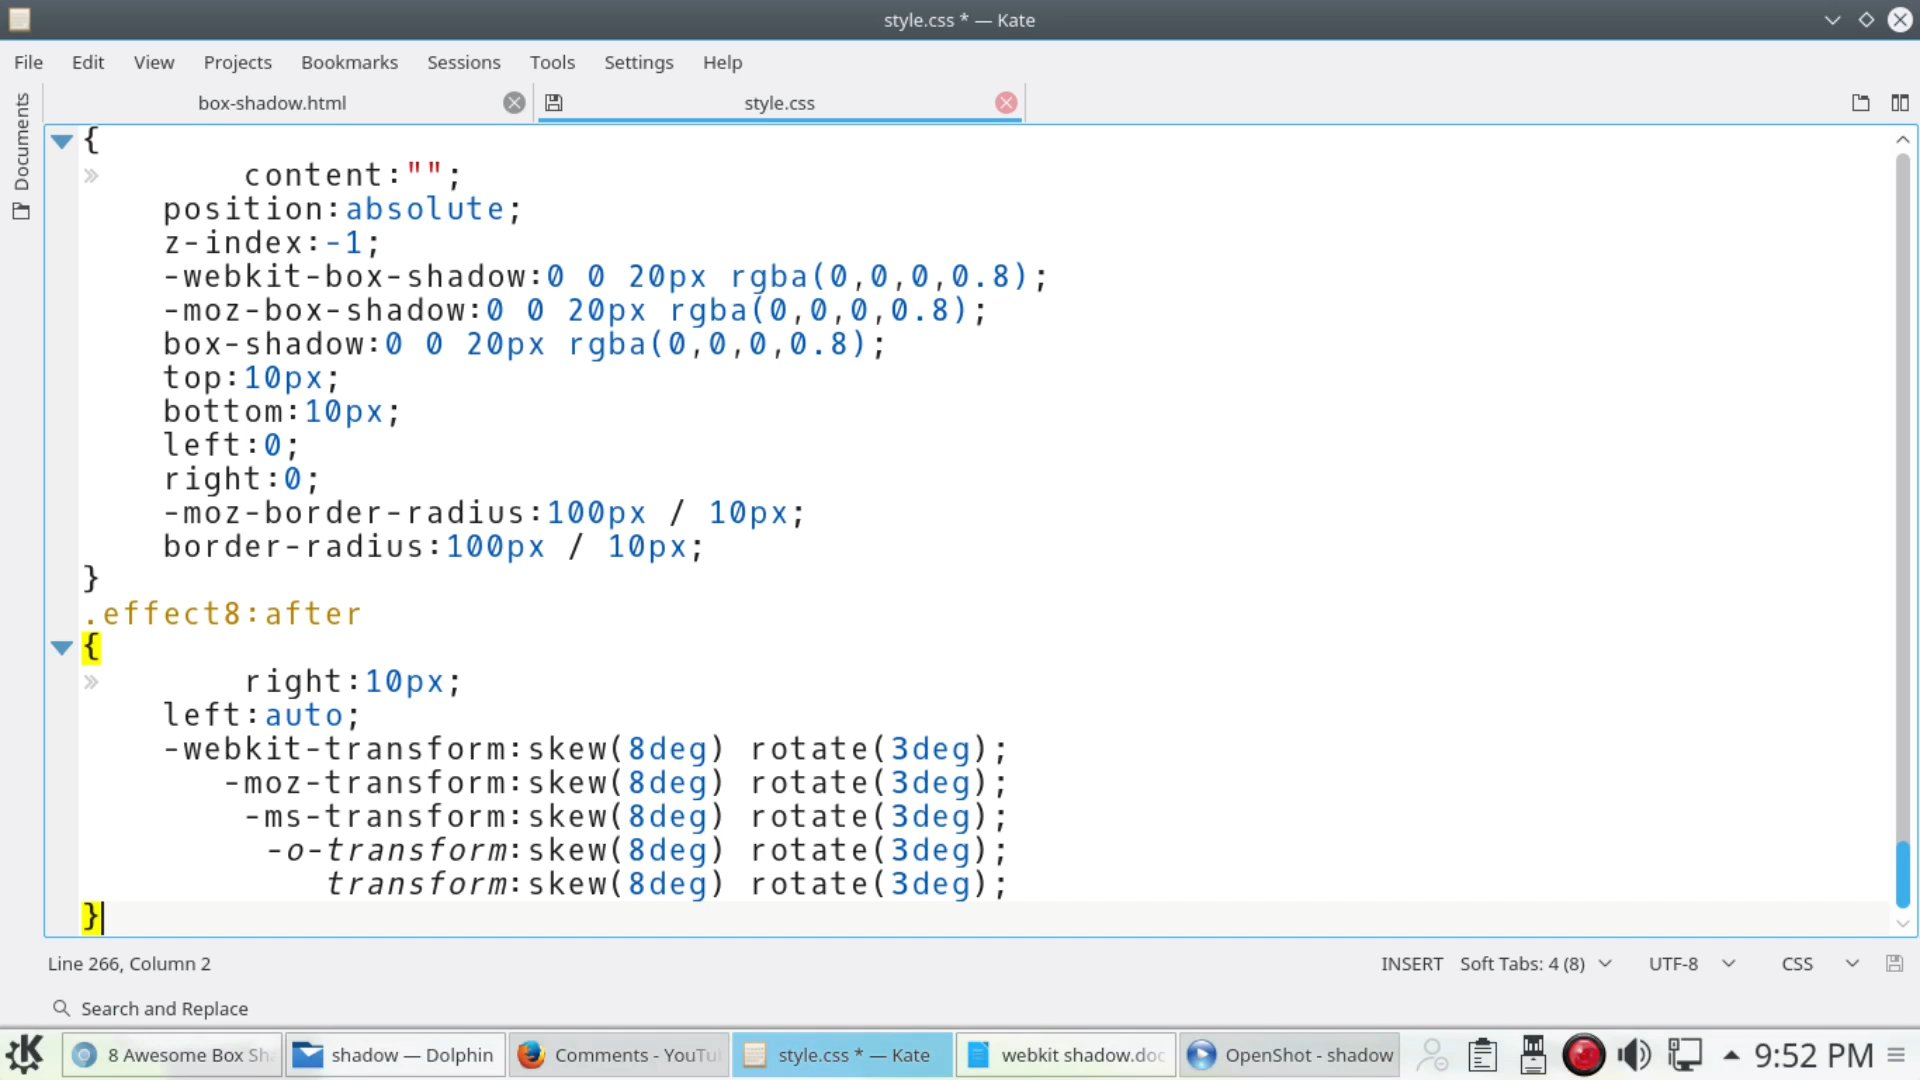 style.css * — Kate
File Edit View Projects Bookmarks Sessions Tools Settings Help
box-shadow.html style.css
Documents
{
content:"";
position:absolute;
z-index:-1;
-webkit-box-shadow:0 0 20px rgba(0,0,0,0.8);
-moz-box-shadow:0 0 20px rgba(0,0,0,0.8);
box-shadow:0 0 20px rgba(0,0,0,0.8);
top:10px;
bottom:10px;
left:0;
right:0;
-moz-border-radius:100px / 10px;
border-radius:100px / 10px;
}
.effect8:after
{
right:10px;
left:auto;
-webkit-transform:skew(8deg) rotate(3deg);
-moz-transform:skew(8deg) rotate(3deg);
-ms-transform:skew(8deg) rotate(3deg);
-o-transform:skew(8deg) rotate(3deg);
transform:skew(8deg) rotate(3deg);
}
Line 266, Column 2 INSERT Soft Tabs: 4 (8) UTF-8 CSS
Search and Replace
8 Awesome Box Sha shadow — Dolphin Comments - YouTu style.css * — Kate webkit shadow.doc OpenShot - shadow 9:52 PM